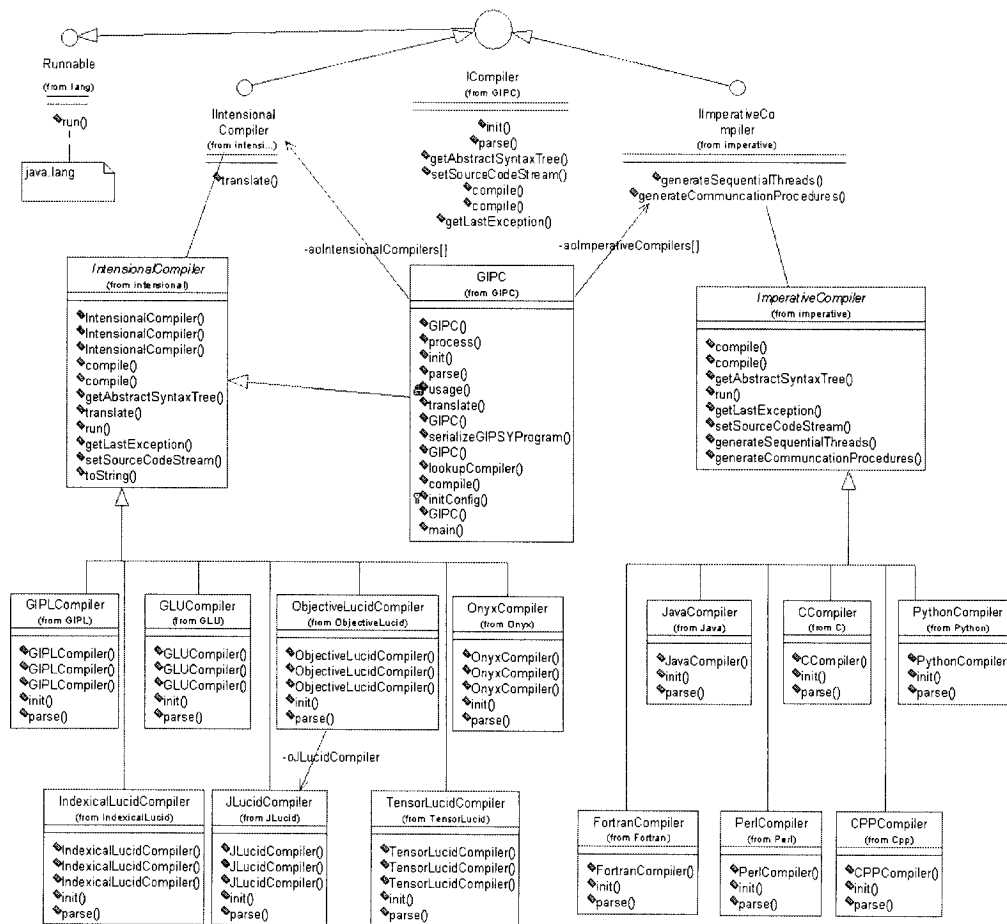 Runnable
(from lang)
run()
java.lang
IIntensional
Compiler
(from intensi...)
translate()
ICompiler
(from GIPC)
init()
parse()
getAbstractSyntaxTree()
setSourceCodeStream()
compile()
compile()
getLastException()
IImperativeCo
mpiler
(from imperative)
generateSequentialThreads()
generateCommuncationProcedures()
-aoIntensionalCompilers[]
-aoImperativeCompilers[]
IntensionalCompiler
(from intensional)
IntensionalCompiler()
IntensionalCompiler()
IntensionalCompiler()
compile()
compile()
getAbstractSyntaxTree()
translate()
run()
getLastException()
setSourceCodeStream()
toString()
GIPC
(from GIPC)
GIPC()
process()
init()
parse()
usage()
translate()
GIPC()
serializeGIPSYProgram()
GIPC()
lookupCompiler()
compile()
initConfig()
GIPC()
main()
ImperativeCompiler
(from imperative)
compile()
compile()
getAbstractSyntaxTree()
run()
getLastException()
setSourceCodeStream()
generateSequentialThreads()
generateCommuncationProcedures()
GIPLCompiler
(from GIPL)
GIPLCompiler()
GIPLCompiler()
GIPLCompiler()
init()
parse()
GLUCompiler
(from GLU)
GLUCompiler()
GLUCompiler()
GLUCompiler()
init()
parse()
ObjectiveLucidCompiler
(from ObjectiveLucid)
ObjectiveLucidCompiler()
ObjectiveLucidCompiler()
ObjectiveLucidCompiler()
init()
parse()
OnyxCompiler
(from Onyx)
OnyxCompiler()
OnyxCompiler()
OnyxCompiler()
init()
parse()
JavaCompiler
(from Java)
JavaCompiler()
init()
parse()
CCompiler
(from C)
CCompiler()
init()
parse()
PythonCompiler
(from Python)
PythonCompiler
init()
parse()
-oJLucidCompiler
IndexicalLucidCompiler
(from IndexicalLucid)
IndexicalLucidCompiler()
IndexicalLucidCompiler()
IndexicalLucidCompiler()
init()
parse()
JLucidCompiler
(from JLucid)
JLucidCompiler()
JLucidCompiler()
JLucidCompiler()
init()
parse()
TensorLucidCompiler
(from TensorLucid)
TensorLucidCompiler()
TensorLucidCompiler()
TensorLucidCompiler()
init()
parse()
FortranCompiler
(from Fortran)
FortranCompiler()
init()
parse()
PerlCompiler
(from Perl)
PerlCompiler()
init()
parse()
CPPCompiler
(from Cpp)
CPPCompiler()
init()
parse()